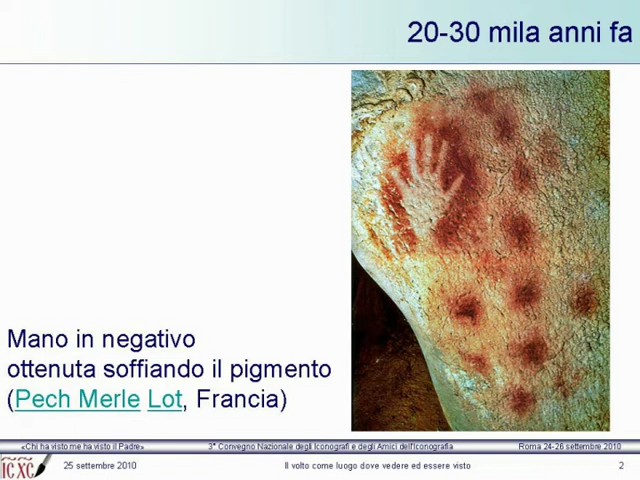 20-30 mila anni fa
Mano in negativo
ottenuta soffiando il pigmento
(Pech Merle Lot, Francia)
«Chi ha visto me ha visto il Padre» 3° Convegno Nazionale degli Iconografi e degli Amici dell'Iconografia Roma 24-26 settembre 2010
IC XC 25 settembre 2010 Il volto come luogo dove vedere ed essere visto 2